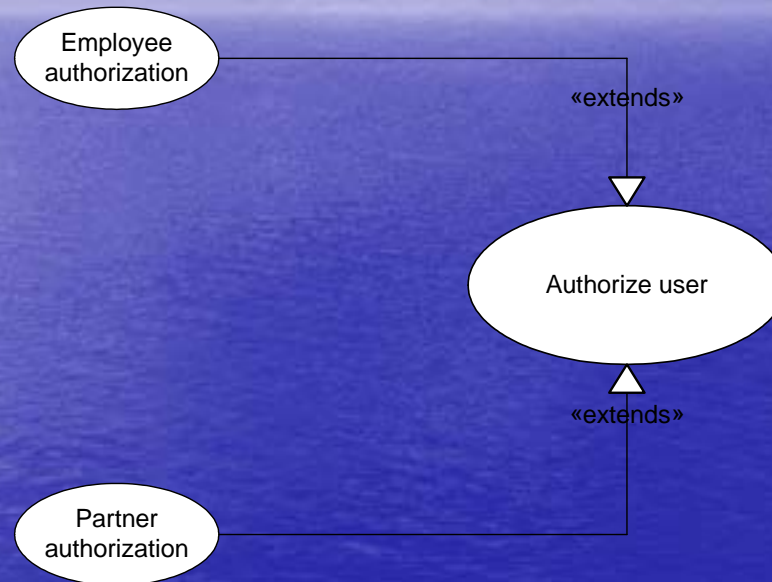 Employee
authorization
«extends»
Authorize user
«extends»
Partner
authorization